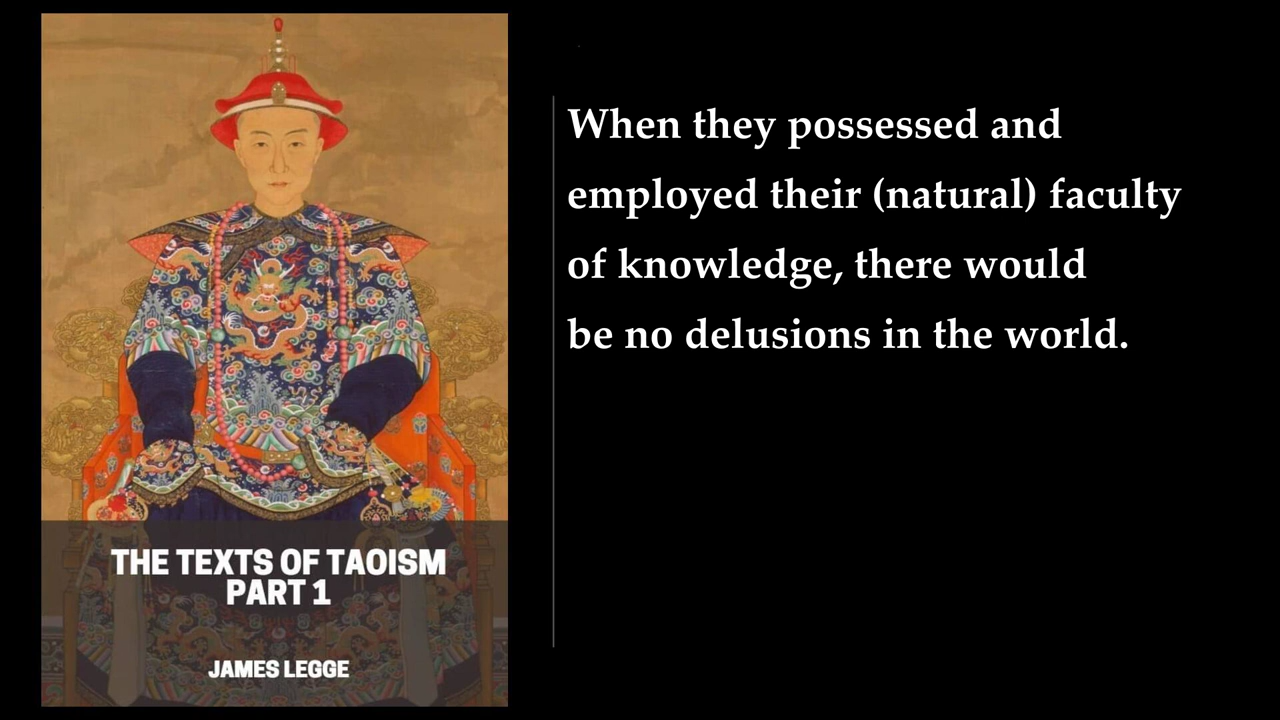 THE TEXTS OF TAOISM
PART 1
JAMES LEGGE
When they possessed and
employed their (natural) faculty
of knowledge, there would
be no delusions in the world.